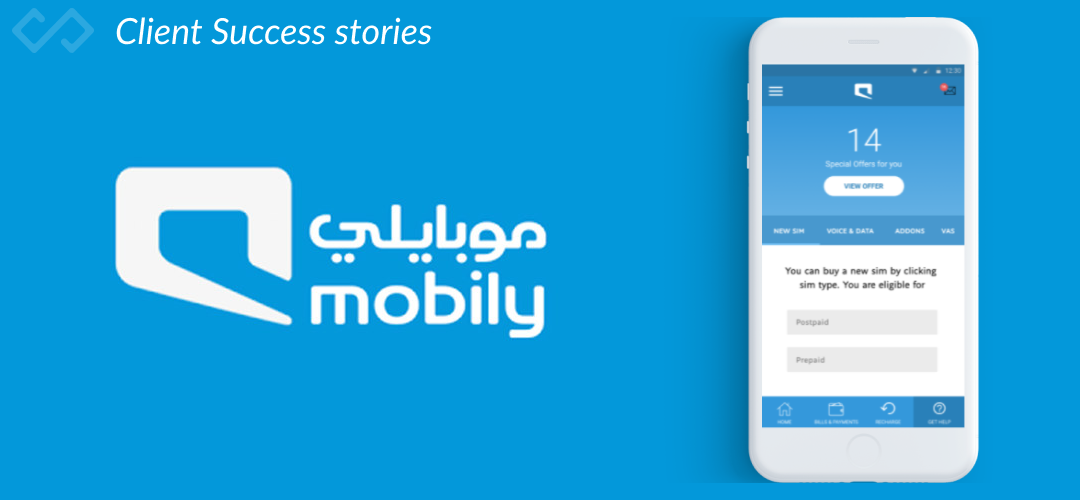 Client Success stories
موبايلي
mobily
12:30
14
Special Offers for you
VIEW OFFER
NEW SIM VOICE & DATA ADDONS VAS
You can buy a new sim by clicking
sim type. You are eligible for
Postpaid
Prepaid
HOME BILLS & PAYMENTS RECHARGE GET HELP